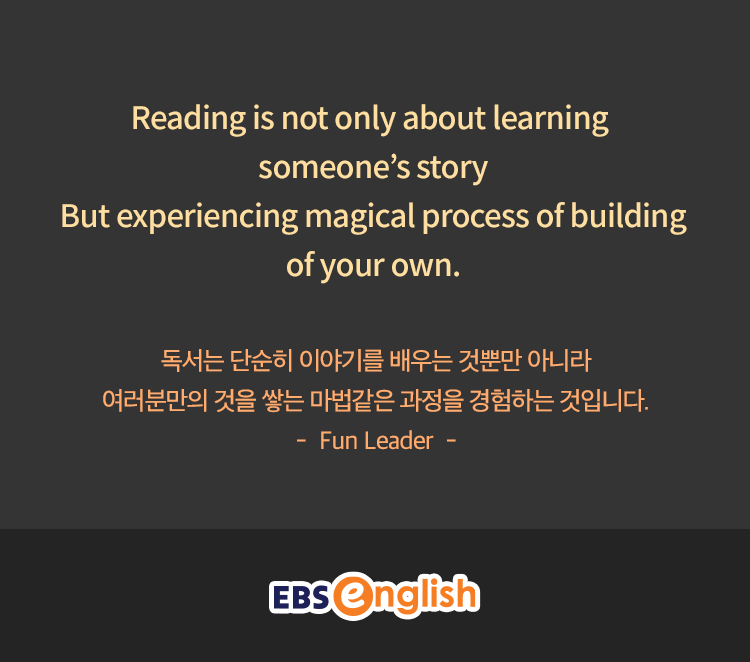 Reading is not only about learning
someone’s story
But experiencing magical process of building
of your own.
독서는 단순히 이야기를 배우는 것뿐만 아니라
여러분만의 것을 쌓는 마법같은 과정을 경험하는 것입니다.
- Fun Leader -
EBS english